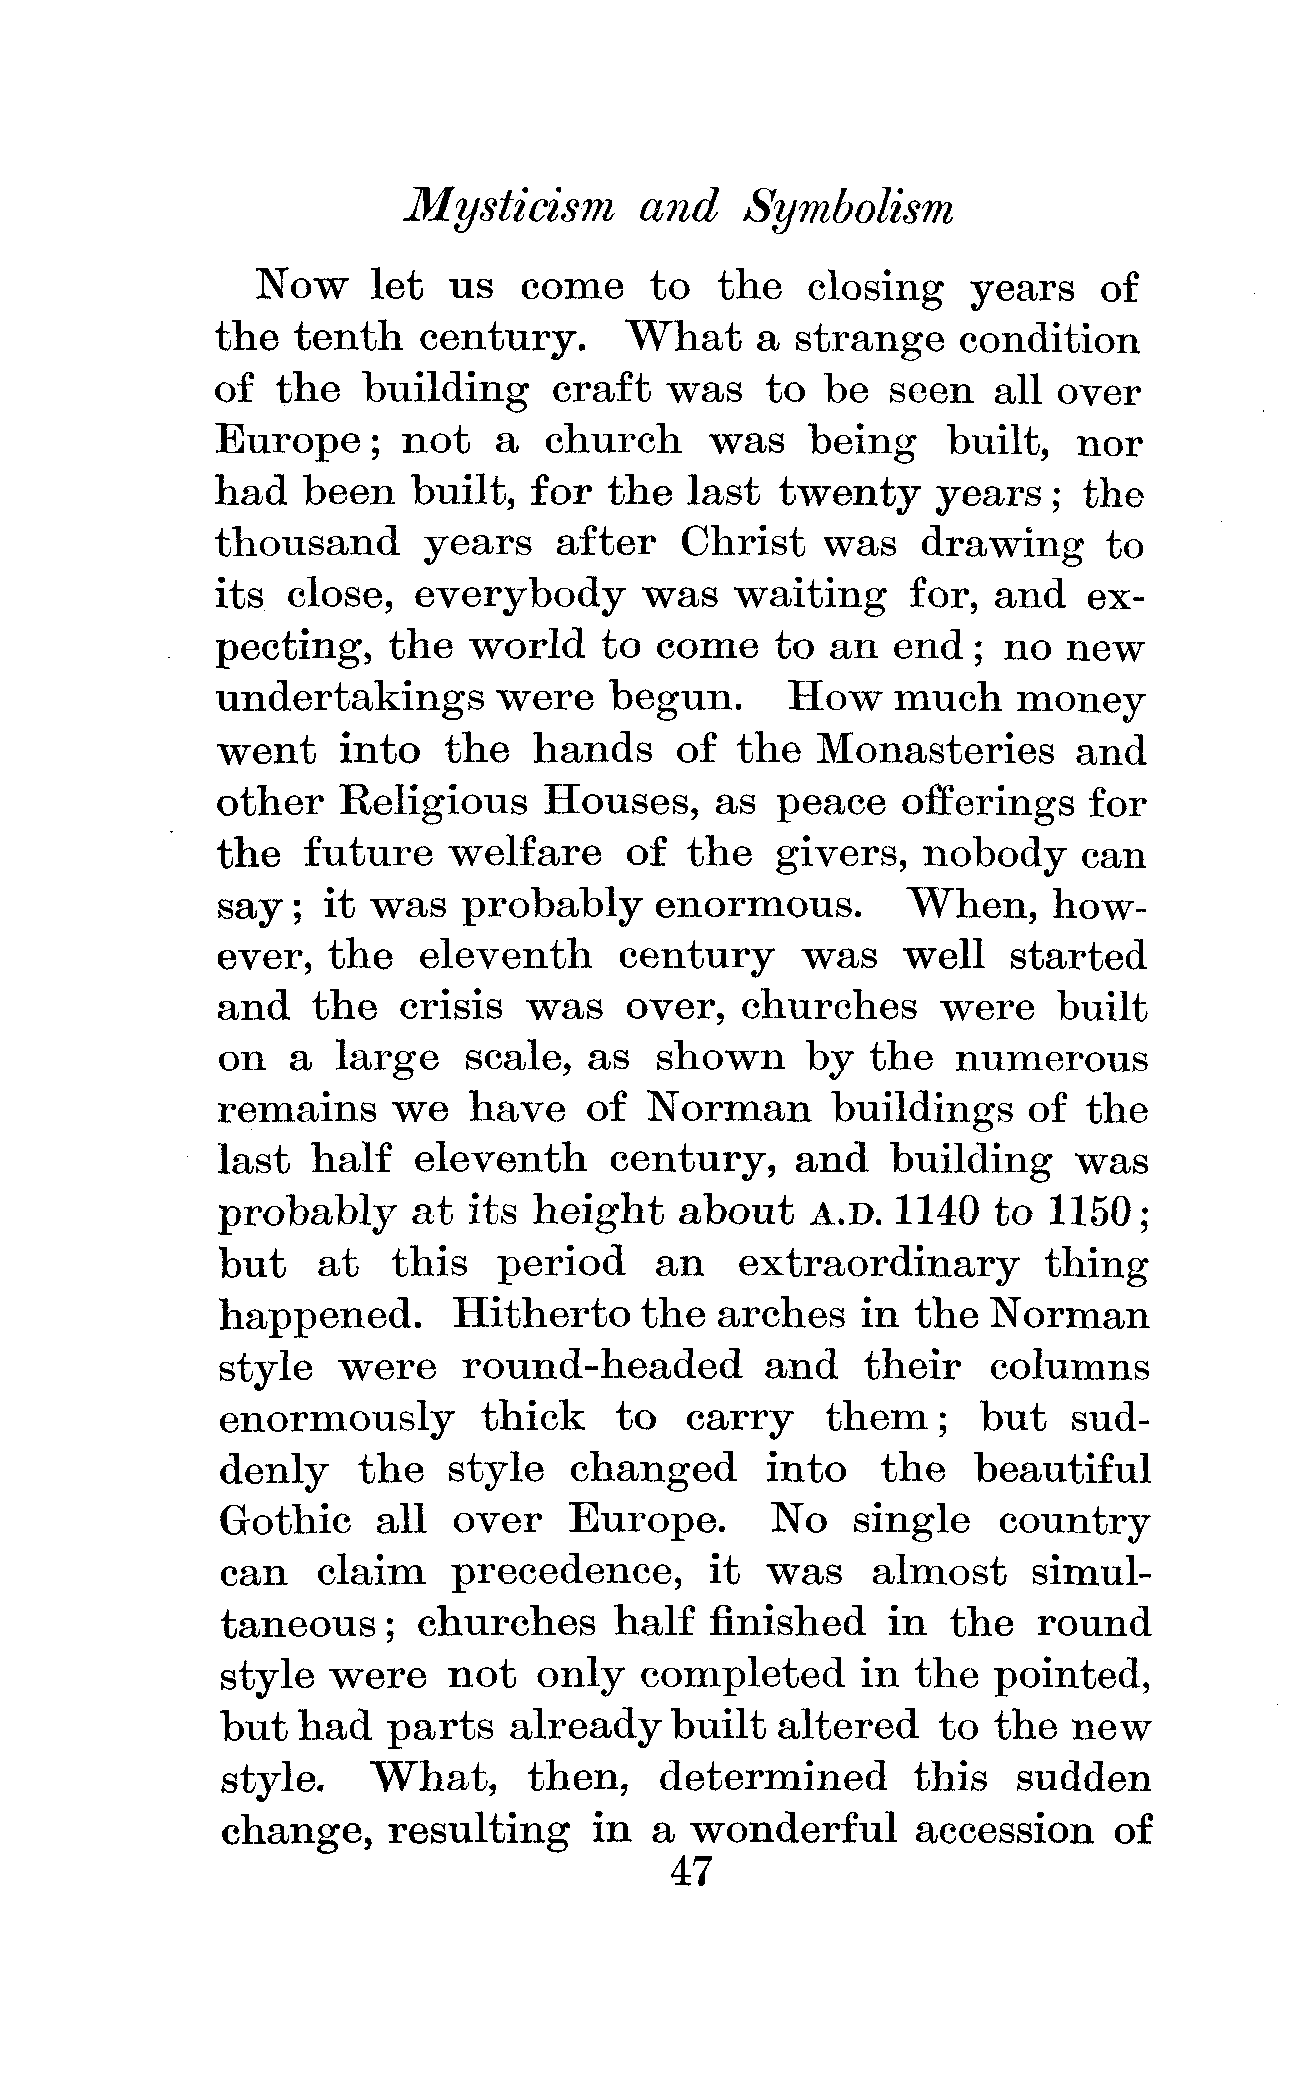 Mysticism and Symbolism
Now let us come to the closing years of
the tenth century. What a strange condition
of the building craft was to be seen all over
Europe; not a church was being built, nor
had been built, for the last twenty years; the
thousand years after Christ was drawing to
its close, everybody was waiting for, and ex-
pecting, the world to come to an end; no new
undertakings were begun. How much money
went into the hands of the Monasteries and
other Religious Houses, as peace offerings for
the future welfare of the givers, nobody can
say; it was probably enormous. When, how-
ever, the eleventh century was well started
and the crisis was over, churches were built
on a large scale, as shown by the numerous
remains we have of Norman buildings of the
last half eleventh century, and building was
probably at its height about A.D. 1140 to 1150;
but at this period an extraordinary thing
happened. Hitherto the arches in the Norman
style were round-headed and their columns
enormously thick to carry them; but sud-
denly the style changed into the beautiful
Gothic all over Europe. No single country
can claim precedence, it was almost simul-
taneous; churches half finished in the round
style were not only completed in the pointed,
but had parts already built altered to the new
style. What, then, determined this sudden
change, resulting in a wonderful accession of
47